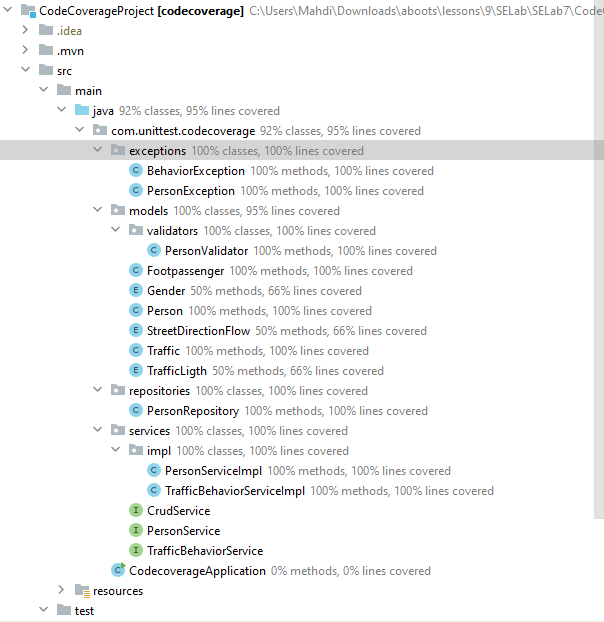 CodeCoverageProject [codecoverage] C:\Users\Mahdi\Downloads\aboots\lessons\9\SELab\SELab7\Code
.idea
.mvn
src
main
java 92% classes, 95% lines covered
com.unittest.codecoverage 92% classes, 95% lines covered
exceptions 100% classes, 100% lines covered
BehaviorException 100% methods, 100% lines covered
PersonException 100% methods, 100% lines covered
models 100% classes, 95% lines covered
validators 100% classes, 100% lines covered
PersonValidator 100% methods, 100% lines covered
Footpassenger 100% methods, 100% lines covered
Gender 50% methods, 66% lines covered
Person 100% methods, 100% lines covered
StreetDirectionFlow 50% methods, 66% lines covered
Traffic 100% methods, 100% lines covered
TrafficLigth 50% methods, 66% lines covered
repositories 100% classes, 100% lines covered
PersonRepository 100% methods, 100% lines covered
services 100% classes, 100% lines covered
impl 100% classes, 100% lines covered
PersonServiceImpl 100% methods, 100% lines covered
TrafficBehaviorServiceImpl 100% methods, 100% lines covered
CrudService
PersonService
TrafficBehaviorService
CodecoverageApplication 0% methods, 0% lines covered
resources
test